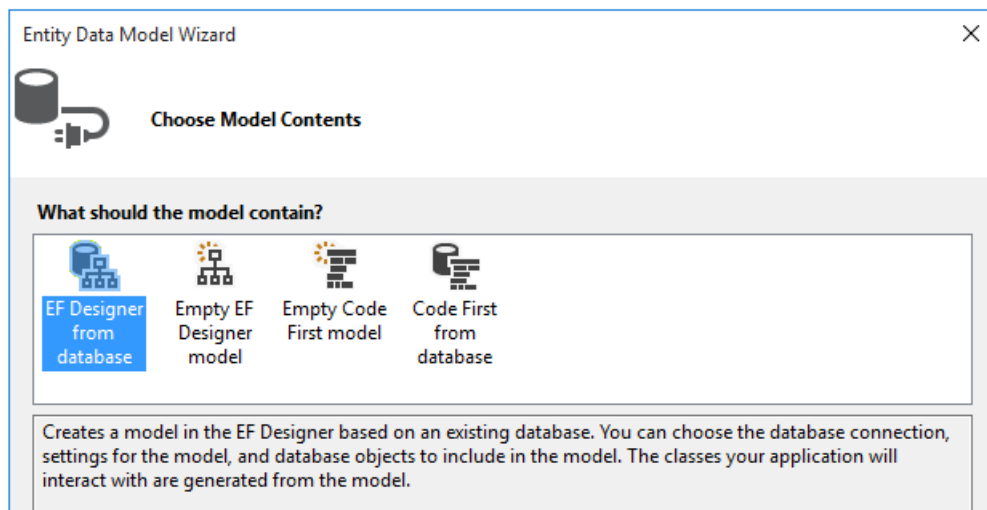 Entity Data Model Wizard
Choose Model Contents
What should the model contain?
EF Designer
from
database
Empty EF
Designer
model
Empty Code
First model
Code First
from
database
Creates a model in the EF Designer based on an existing database. You can choose the database connection,
settings for the model, and database objects to include in the model. The classes your application will
interact with are generated from the model.